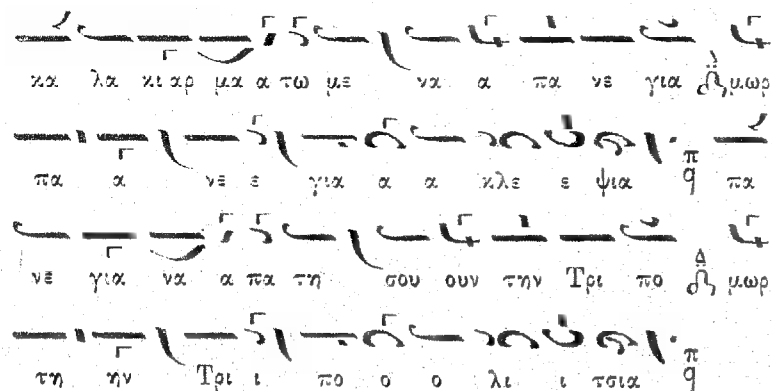 κα λα κι αρ μα α τω με να α πα νε για Δ μωρ
πα α νε ε για α α κλε ε ψια π q πα
νε για να α πα τη σου ουν την Τρι πο Δ μωρ
τη ην Τρι ι πο ο ο λι ι τσια π q